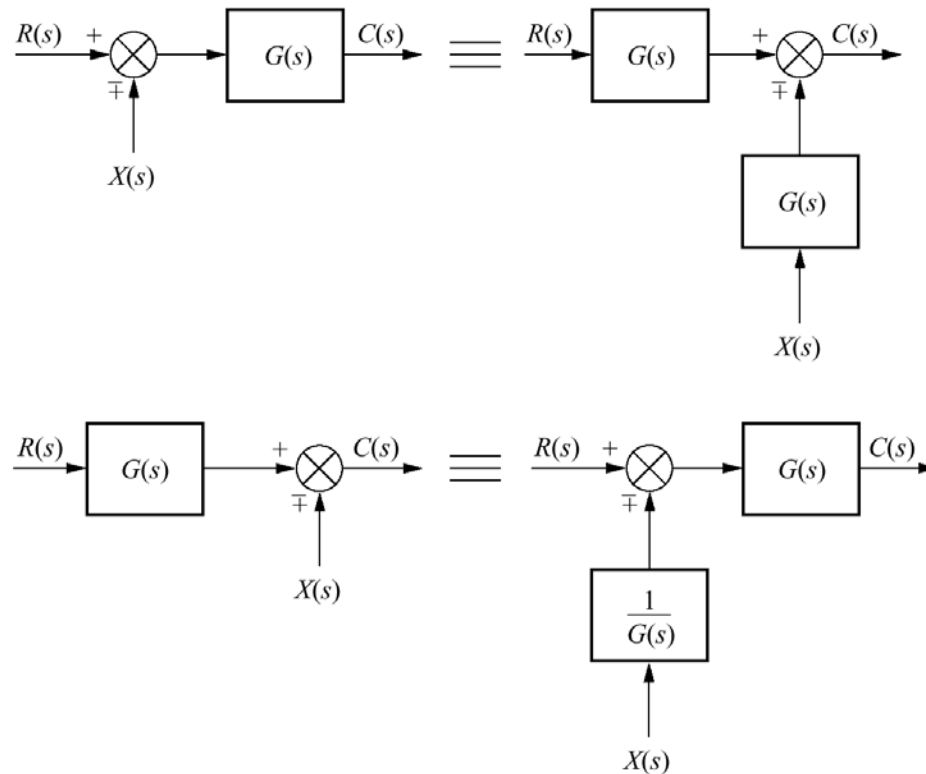 R(s) + G(s) C(s) R(s) G(s) + C(s)
∓ ∓
X(s) G(s)
X(s)
R(s) G(s) + C(s) R(s) + G(s) C(s)
∓ ∓
X(s) 1
G(s)
X(s)